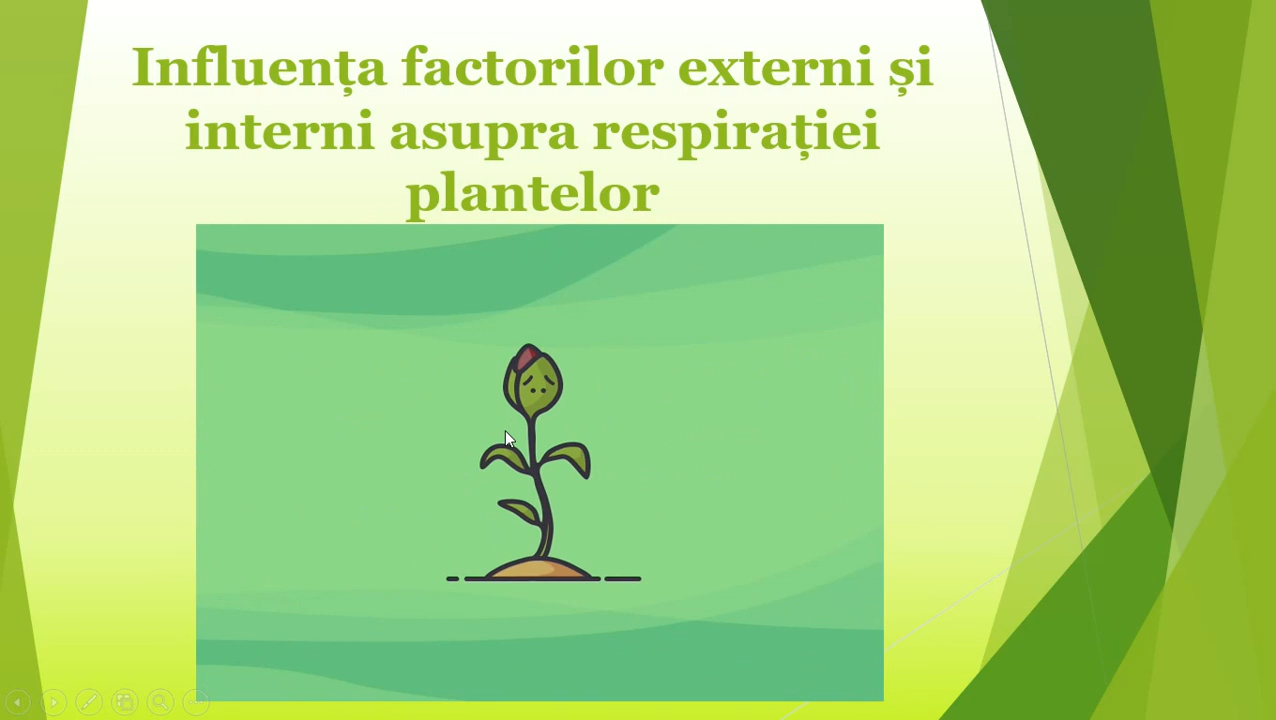 Influența factorilor externi și
interni asupra respirației
plantelor